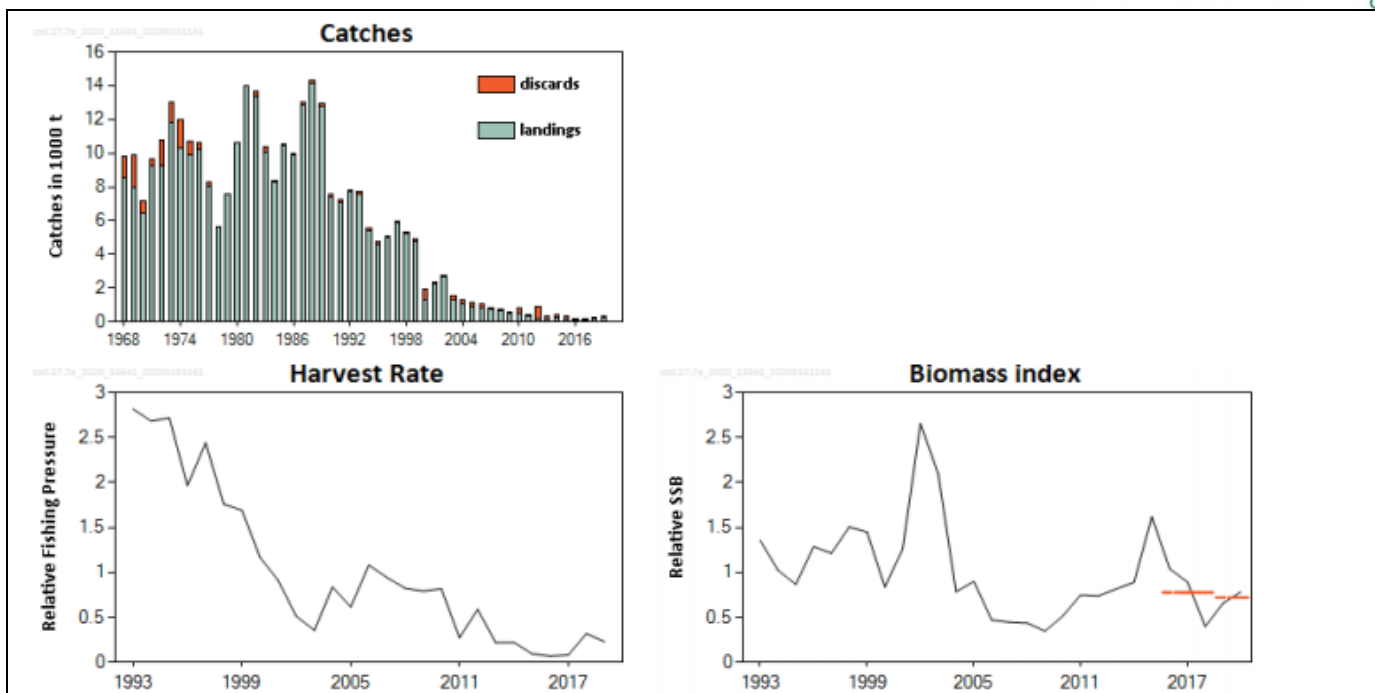 Catches
16
14
12
10
8
6
4
2
0
Catches in 1000 t
discards
landings
1968 1974 1980 1986 1992 1998 2004 2010 2016
Harvest Rate
3
2.5
2
1.5
1
0.5
0
Relative Fishing Pressure
1993 1999 2005 2011 2017
Biomass index
3
2.5
2
1.5
1
0.5
0
Relative SSB
1993 1999 2005 2011 2017